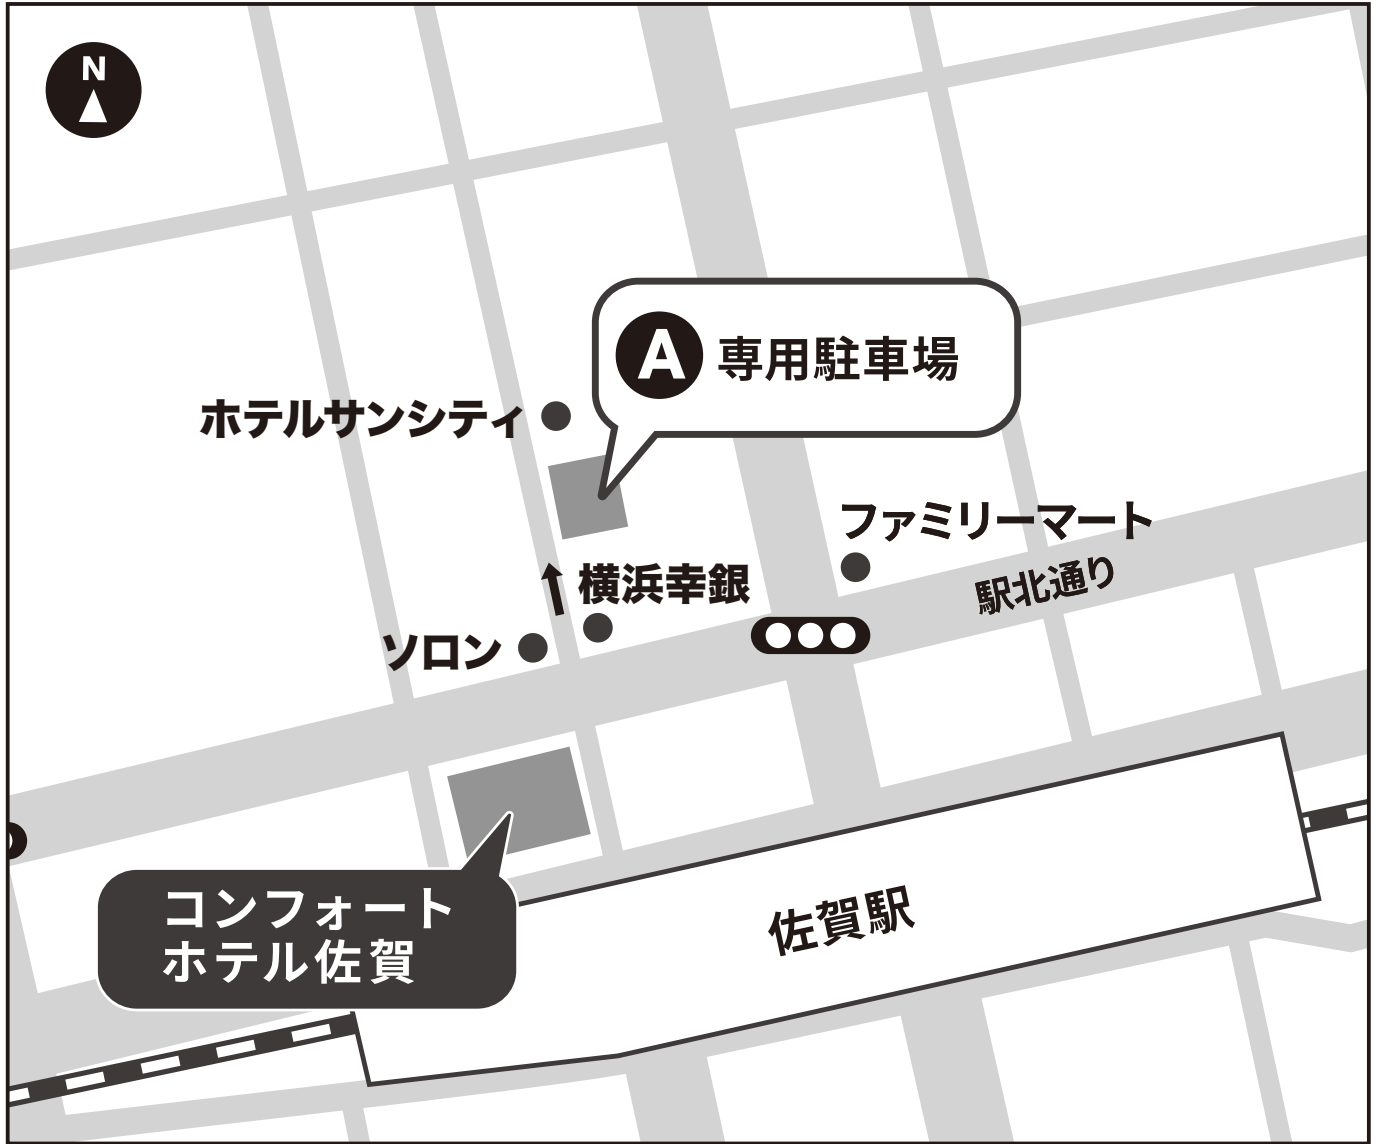 N
A 専用駐車場
ホテルサンシティ
ファミリーマート
駅北通り
横浜幸銀
ソロン
コンフォート
ホテル佐賀
佐賀駅